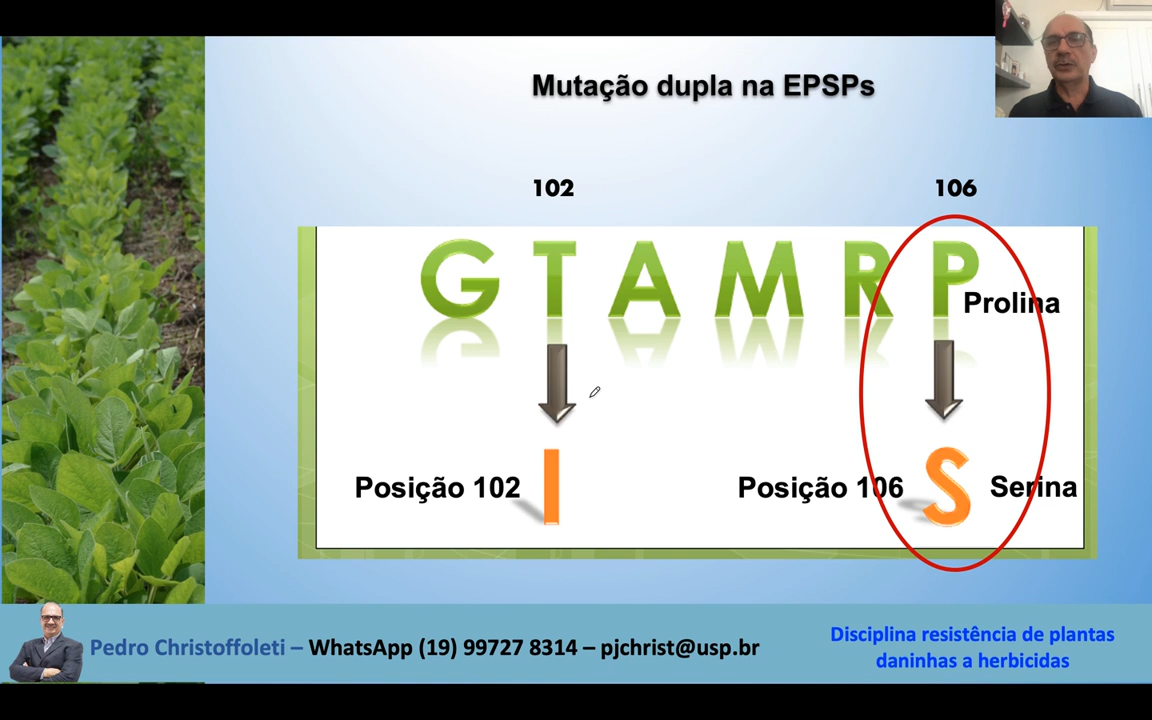 Mutação dupla na EPSPs
102 106
G T A M R P
Prolina
Posição 102 I Posição 106 S Serina
Pedro Christoffoleti – WhatsApp (19) 99727 8314 – pjchrist@usp.br
Disciplina resistência de plantas
daninhas a herbicidas